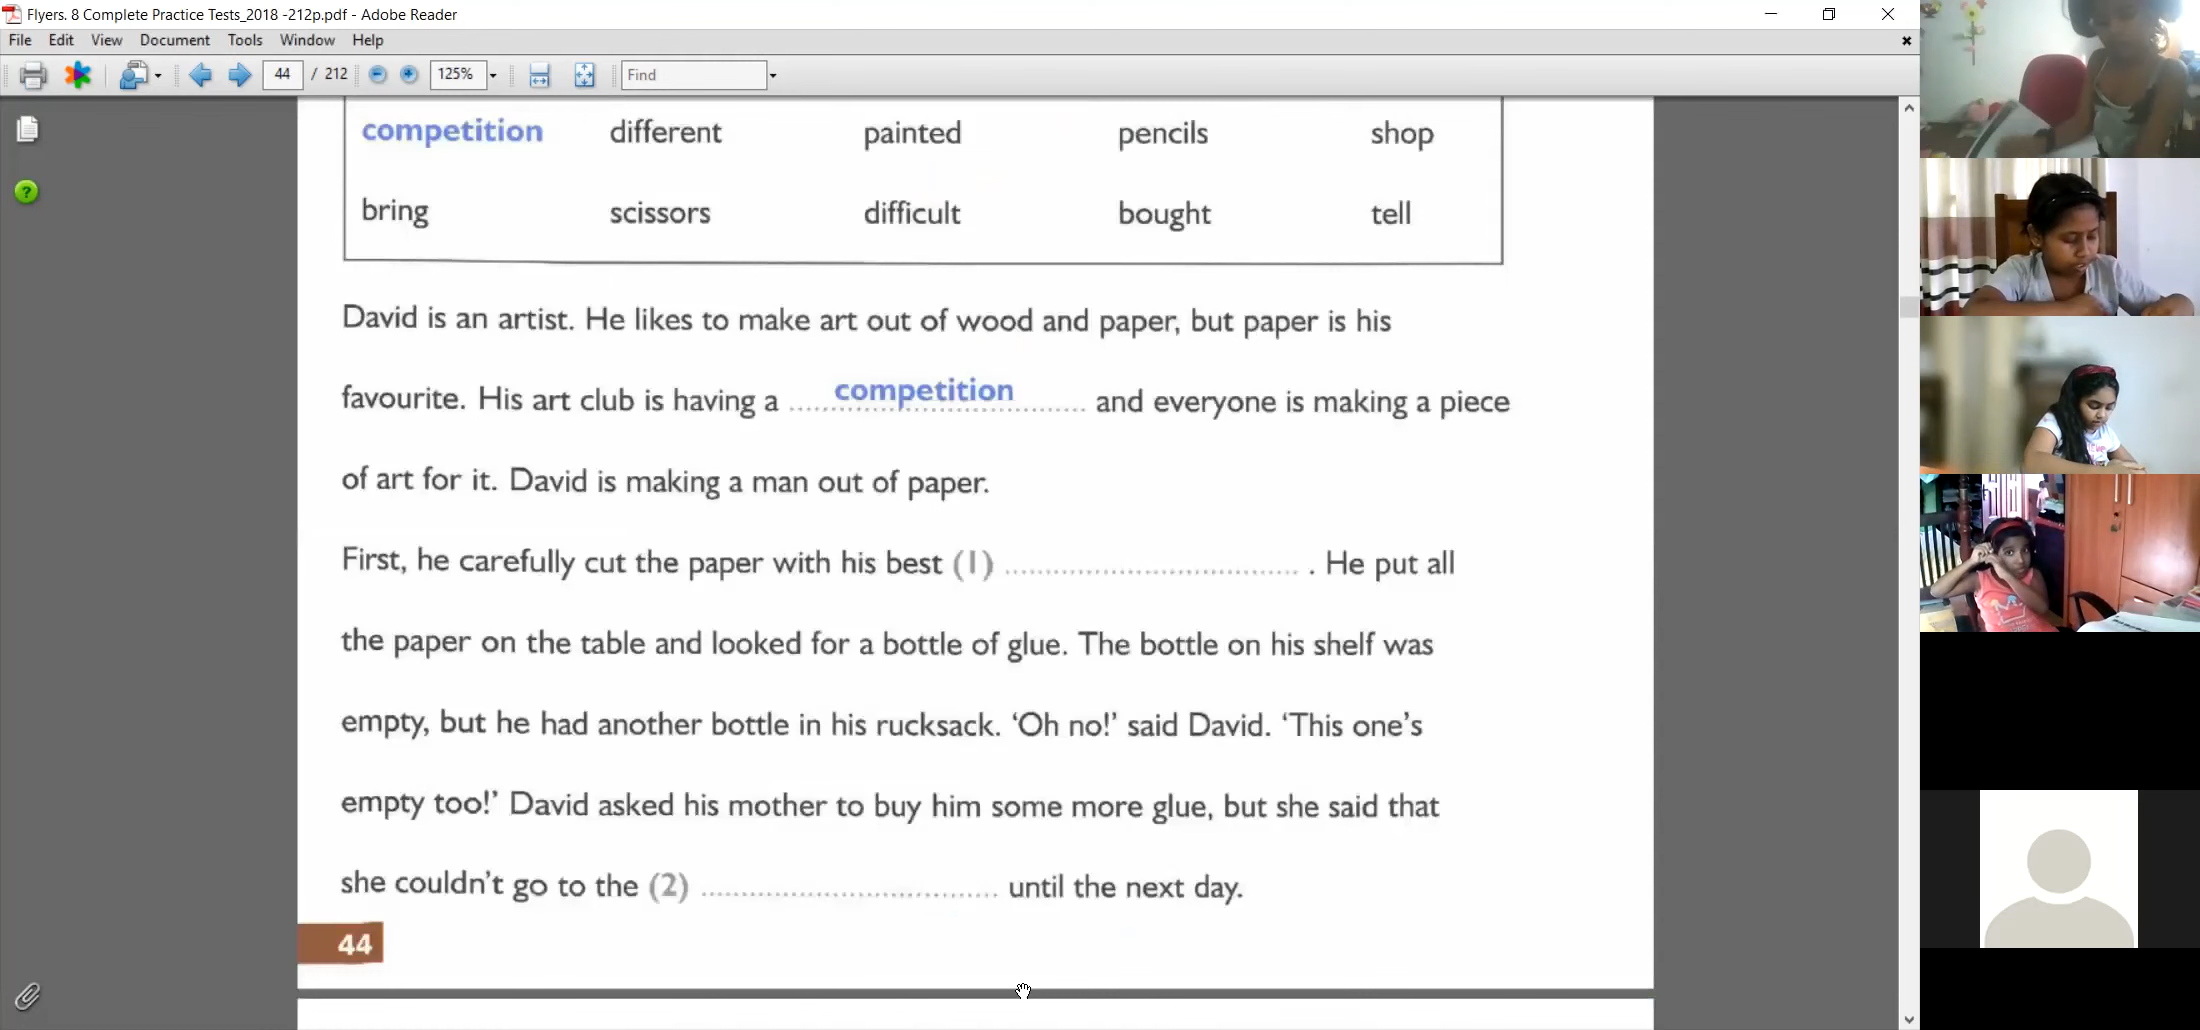 Flyers. 8 Complete Practice Tests_2018 -212p.pdf - Adobe Reader
File Edit View Document Tools Window Help
44 / 212 125% Find
competition different painted pencils shop
bring scissors difficult bought tell
David is an artist. He likes to make art out of wood and paper, but paper is his
favourite. His art club is having a competition and everyone is making a piece
of art for it. David is making a man out of paper.
First, he carefully cut the paper with his best (1) ........................................ . He put all
the paper on the table and looked for a bottle of glue. The bottle on his shelf was
empty, but he had another bottle in his rucksack. ‘Oh no!’ said David. ‘This one’s
empty too!’ David asked his mother to buy him some more glue, but she said that
she couldn’t go to the (2) ........................................ until the next day.
44